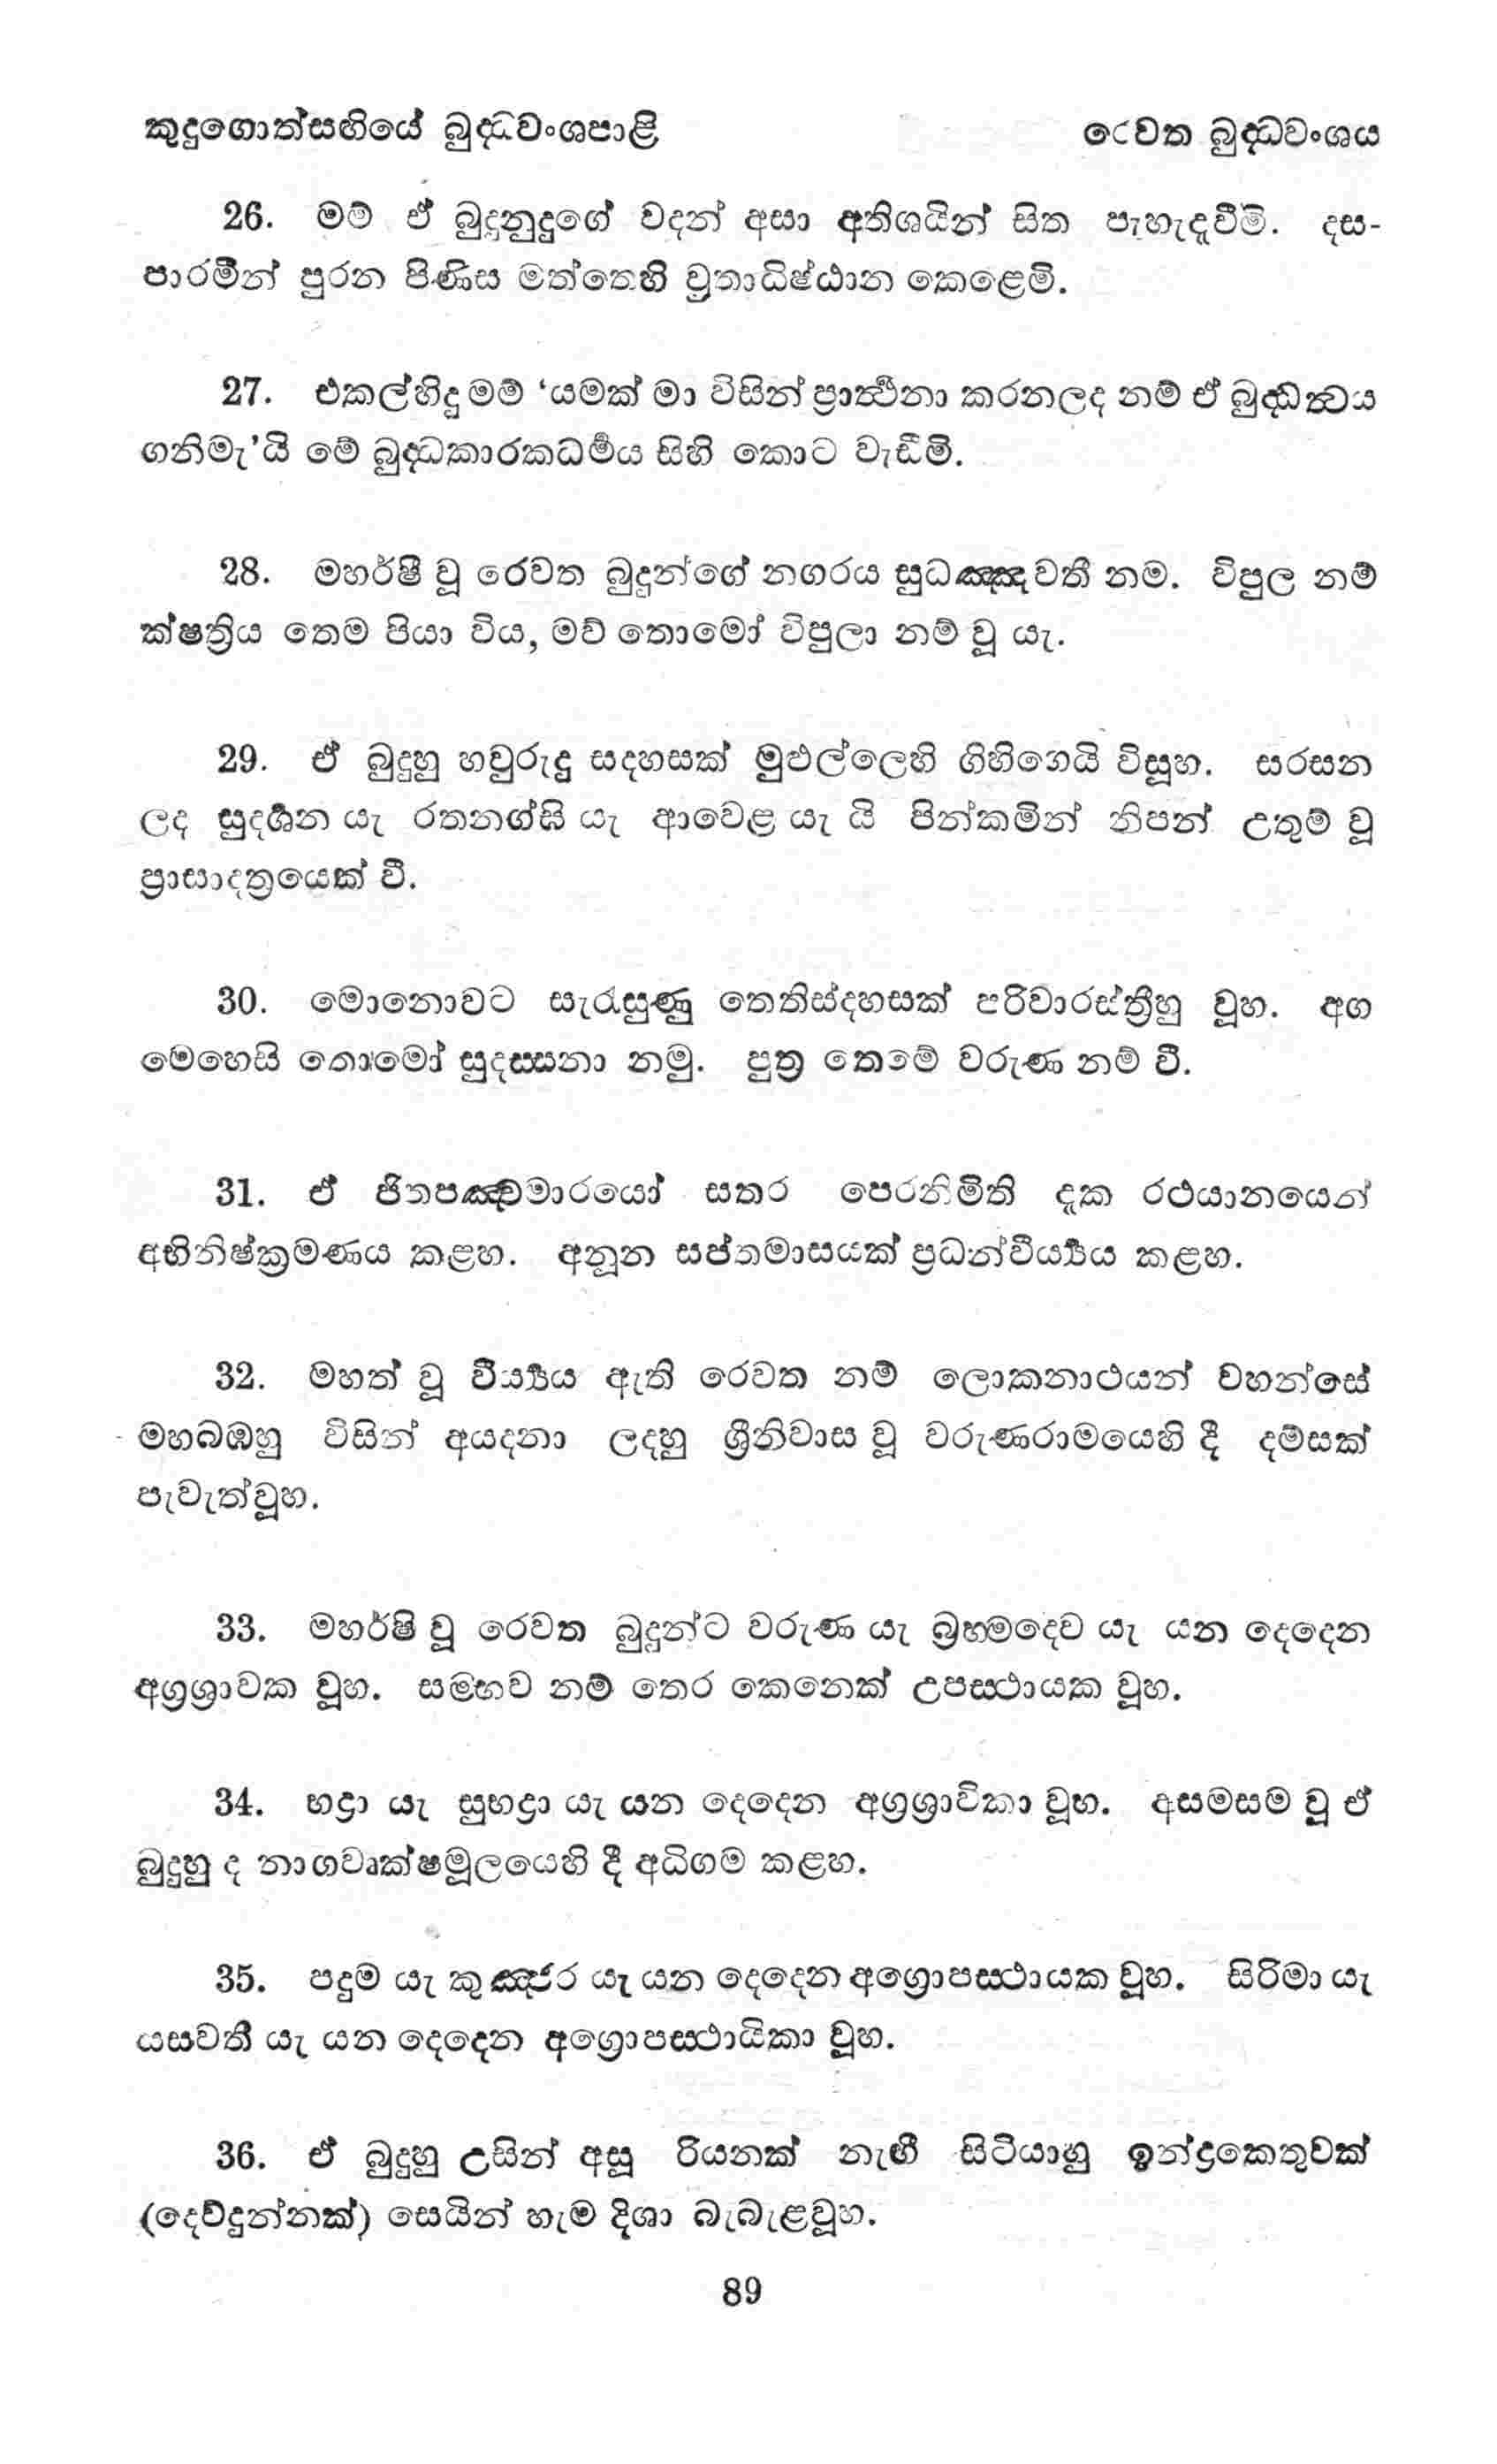 කුදුගොත්සඟියේ බුද්ධවංශපාළි
රෙවත බුද්ධවංශය
26. මම් ඒ බුදුනුදුගේ වදන් අසා අතිශයින් සිත පැහැදූවීමි. දස-
පාරමීන් පුරන පිණිස මත්තෙහි ව්‍රතාධිෂ්ඨාන කෙළෙමි.
27. එකල්හිදු මම් ‘යමක් මා විසින් ප්‍රාර්ත්‍ථනා කරනලද නම් ඒ බුද්ධත්‍වය
ගනිමැ’යි මේ බුද්ධකාරකධර්‍මය සිහි කොට වැඩීමි.
28. මහර්ෂී වූ රෙවත බුදුන්ගේ නගරය සුධඤ්ඤවතී නම. විපුල නම්
ක්ෂත්‍රිය තෙම පියා විය, මව් තොමෝ විපුලා නම් වූ යැ.
29. ඒ බුදුහු හවුරුදු සදහසක් මුළුල්ලෙහි ගිහිගෙයි විසූහ. සරසන
ලද සුදර්‍ශන යැ රතනග්ඝි යැ ආවෙළ යැ යි පින්කමින් නිපන් උතුම් වූ
ප්‍රාසාදත්‍රයෙක් වී.
30. මොනොවට සැරැසුණු තෙතිස්දහසක් පරිවාරස්ත්‍රීහු වූහ. අග
මෙහෙසි තොමෝ සුදස්සනා නමු. පුත්‍ර තෙමේ වරුණ නම් වී.
31. ඒ ජිතපඤ්චමාරයෝ සතර පෙරනිමිති දැක රථයානයෙන්
අභිනිෂ්ක්‍රමණය කළහ. අනූන සප්තමාසයක් ප්‍රධන්වීර්‍ය්‍යය කළහ.
32. මහත් වූ වීර්‍ය්‍යය ඇති රෙවත නම් ලොකනාථයන් වහන්සේ
මහබඹහු විසින් අයදනා ලදහු ශ්‍රීනිවාස වූ වරුණරාමයෙහි දී දම්සක්
පැවැත්වූහ.
33. මහර්ෂි වූ රෙවත බුදුන්ට වරුණ යැ බ්‍රහ්මදෙව යැ යන දෙදෙන
අග්‍රශ්‍රාවක වූහ. සම්භව නම් තෙර කෙනෙක් උපස්ථායක වූහ.
34. භද්‍රා යැ සුභද්‍රා යැ යන දෙදෙන අග්‍රශ්‍රාවිකා වූහ. අසමසම වූ ඒ
බුදුහු ද නාගවෘක්ෂමූලයෙහි දී අධිගම කළහ.
35. පදුම යැ කුඤ්ජර යැ යන දෙදෙන අග්‍රොපස්ථායක වූහ. සිරිමා යැ
යසවතී යැ යන දෙදෙන අග්‍රොපස්ථායිකා වූහ.
36. ඒ බුදුහු උසින් අසූ රියනක් නැඟී සිටියාහු ඉන්ද්‍රකෙතුවක්
(දෙව්දුන්නක්) සෙයින් හැම දිශා බැබැළවූහ.
89